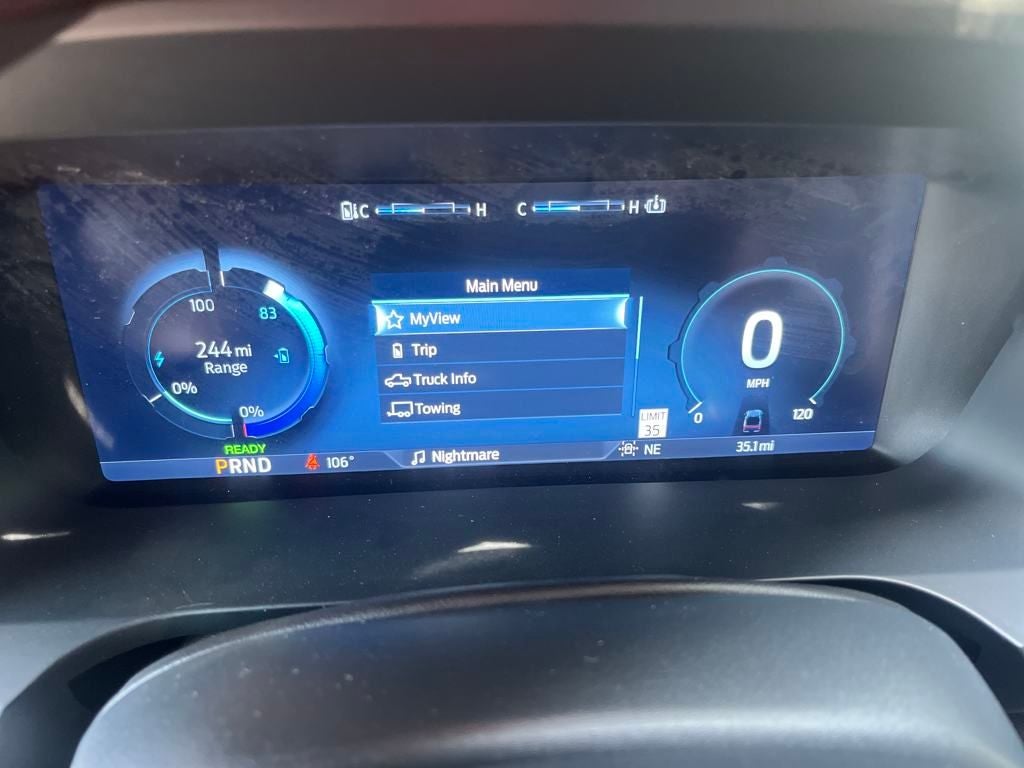 C H C H
Main Menu
MyView
Trip
Truck Info
Towing
100
83
244 mi
Range
0%
0%
READY
PRND
106°
Nightmare
LIMIT
35
NE
0
MPH
0
120
35.1 mi